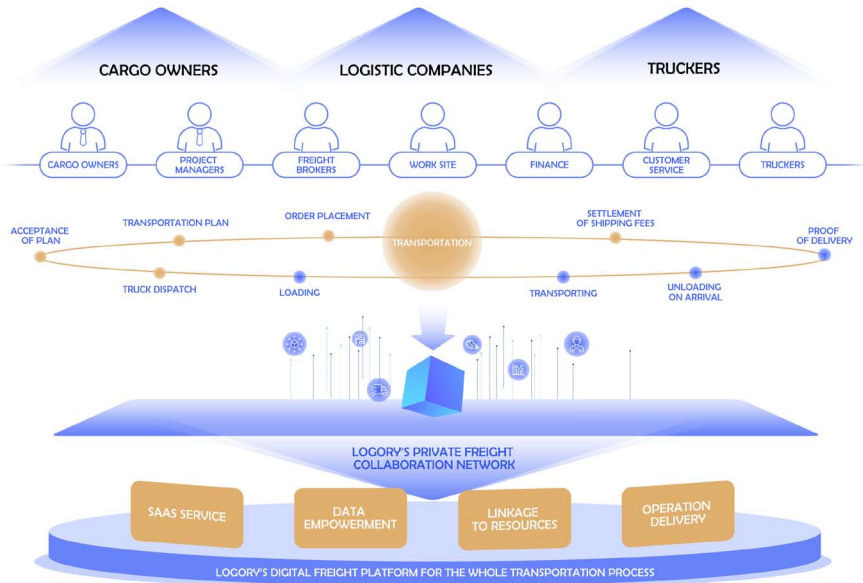 CARGO OWNERS
LOGISTIC COMPANIES
TRUCKERS
CARGO OWNERS
PROJECT
MANAGERS
FREIGHT
BROKERS
WORK SITE
FINANCE
CUSTOMER
SERVICE
TRUCKERS
ACCEPTANCE
OF PLAN
TRANSPORTATION PLAN
ORDER PLACEMENT
TRANSPORTATION
SETTLEMENT
OF SHIPPING FEES
PROOF
OF DELIVERY
TRUCK DISPATCH
LOADING
TRANSPORTING
UNLOADING
ON ARRIVAL
LOGORY'S PRIVATE FREIGHT
COLLABORATION NETWORK
SAAS SERVICE
DATA
EMPOWERMENT
LINKAGE
TO RESOURCES
OPERATION
DELIVERY
LOGORY'S DIGITAL FREIGHT PLATFORM FOR THE WHOLE TRANSPORTATION PROCESS